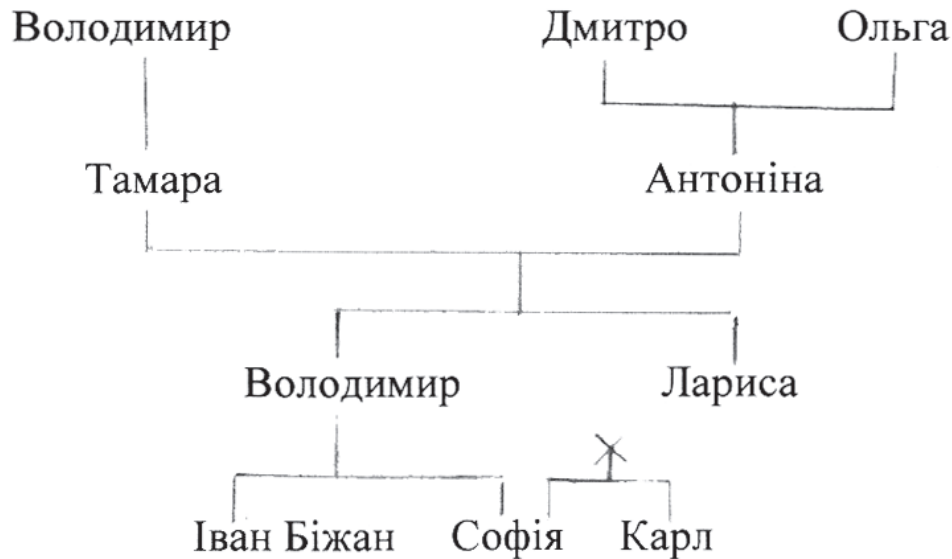 Володимир Дмитро Ольга
Тамара Антоніна
Володимир Лариса
Іван Біжан Софія Карл